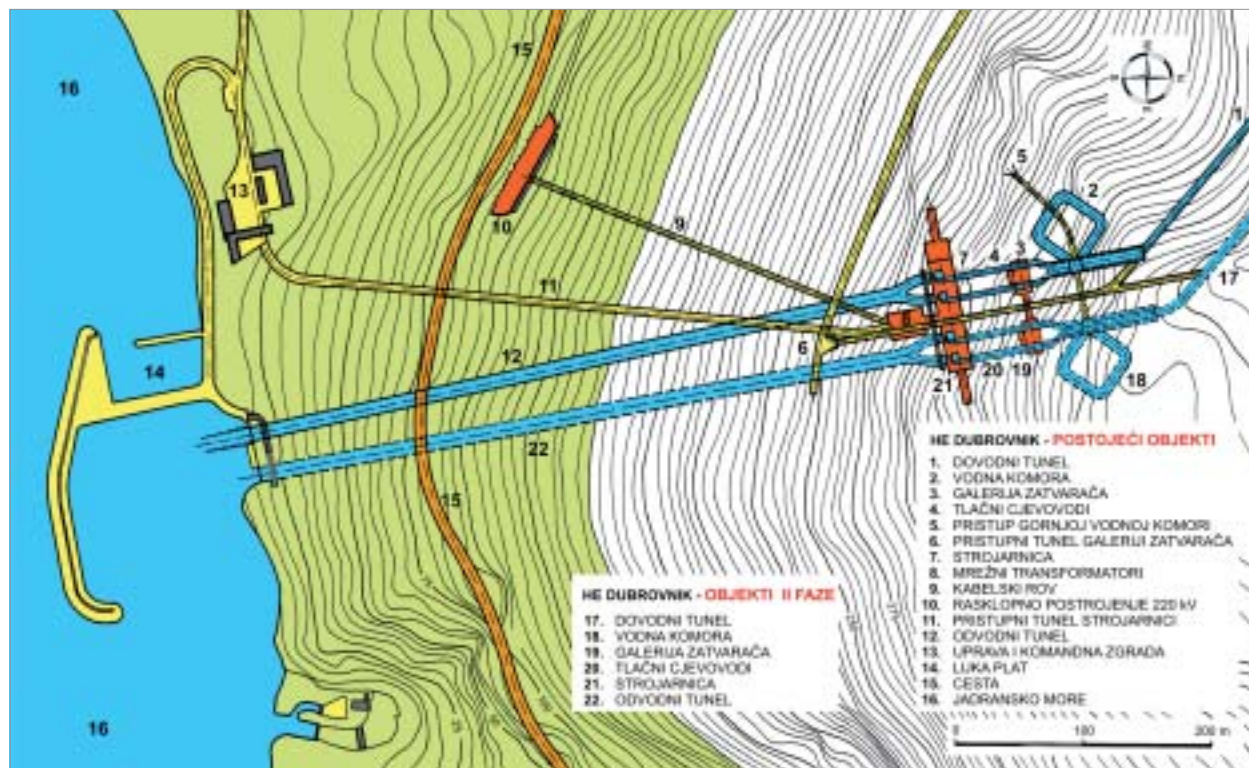 15
1
16
5
2
13
10
9
7
4
3
17
11
6
12
14
21
20
19
18
22
15
16
HE DUBROVNIK - POSTOJEĆI OBJEKTI
1. DOVODNI TUNEL
2. VODNA KOMORA
3. GALERIJA ZATVARAČA
4. TLAČNI CJEVOVODI
5. PRISTUP GORNJOJ VODNOJ KOMORI
6. PRISTUPNI TUNEL GALERIJI ZATVARAČA
7. STROJARNICA
8. MREŽNI TRANSFORMATORI
9. KABELSKI ROV
10. RASKLOPNO POSTROJENJE 220 kV
11. PRISTUPNI TUNEL STROJARNICI
12. ODVODNI TUNEL
13. UPRAVA I KOMANDNA ZGRADA
14. LUKA PLAT
15. CESTA
16. JADRANSKO MORE
0 100 200 m
HE DUBROVNIK - OBJEKTI II FAZE
17. DOVODNI TUNEL
18. VODNA KOMORA
19. GALERIJA ZATVARAČA
20. TLAČNI CJEVOVODI
21. STROJARNICA
22. ODVODNI TUNEL